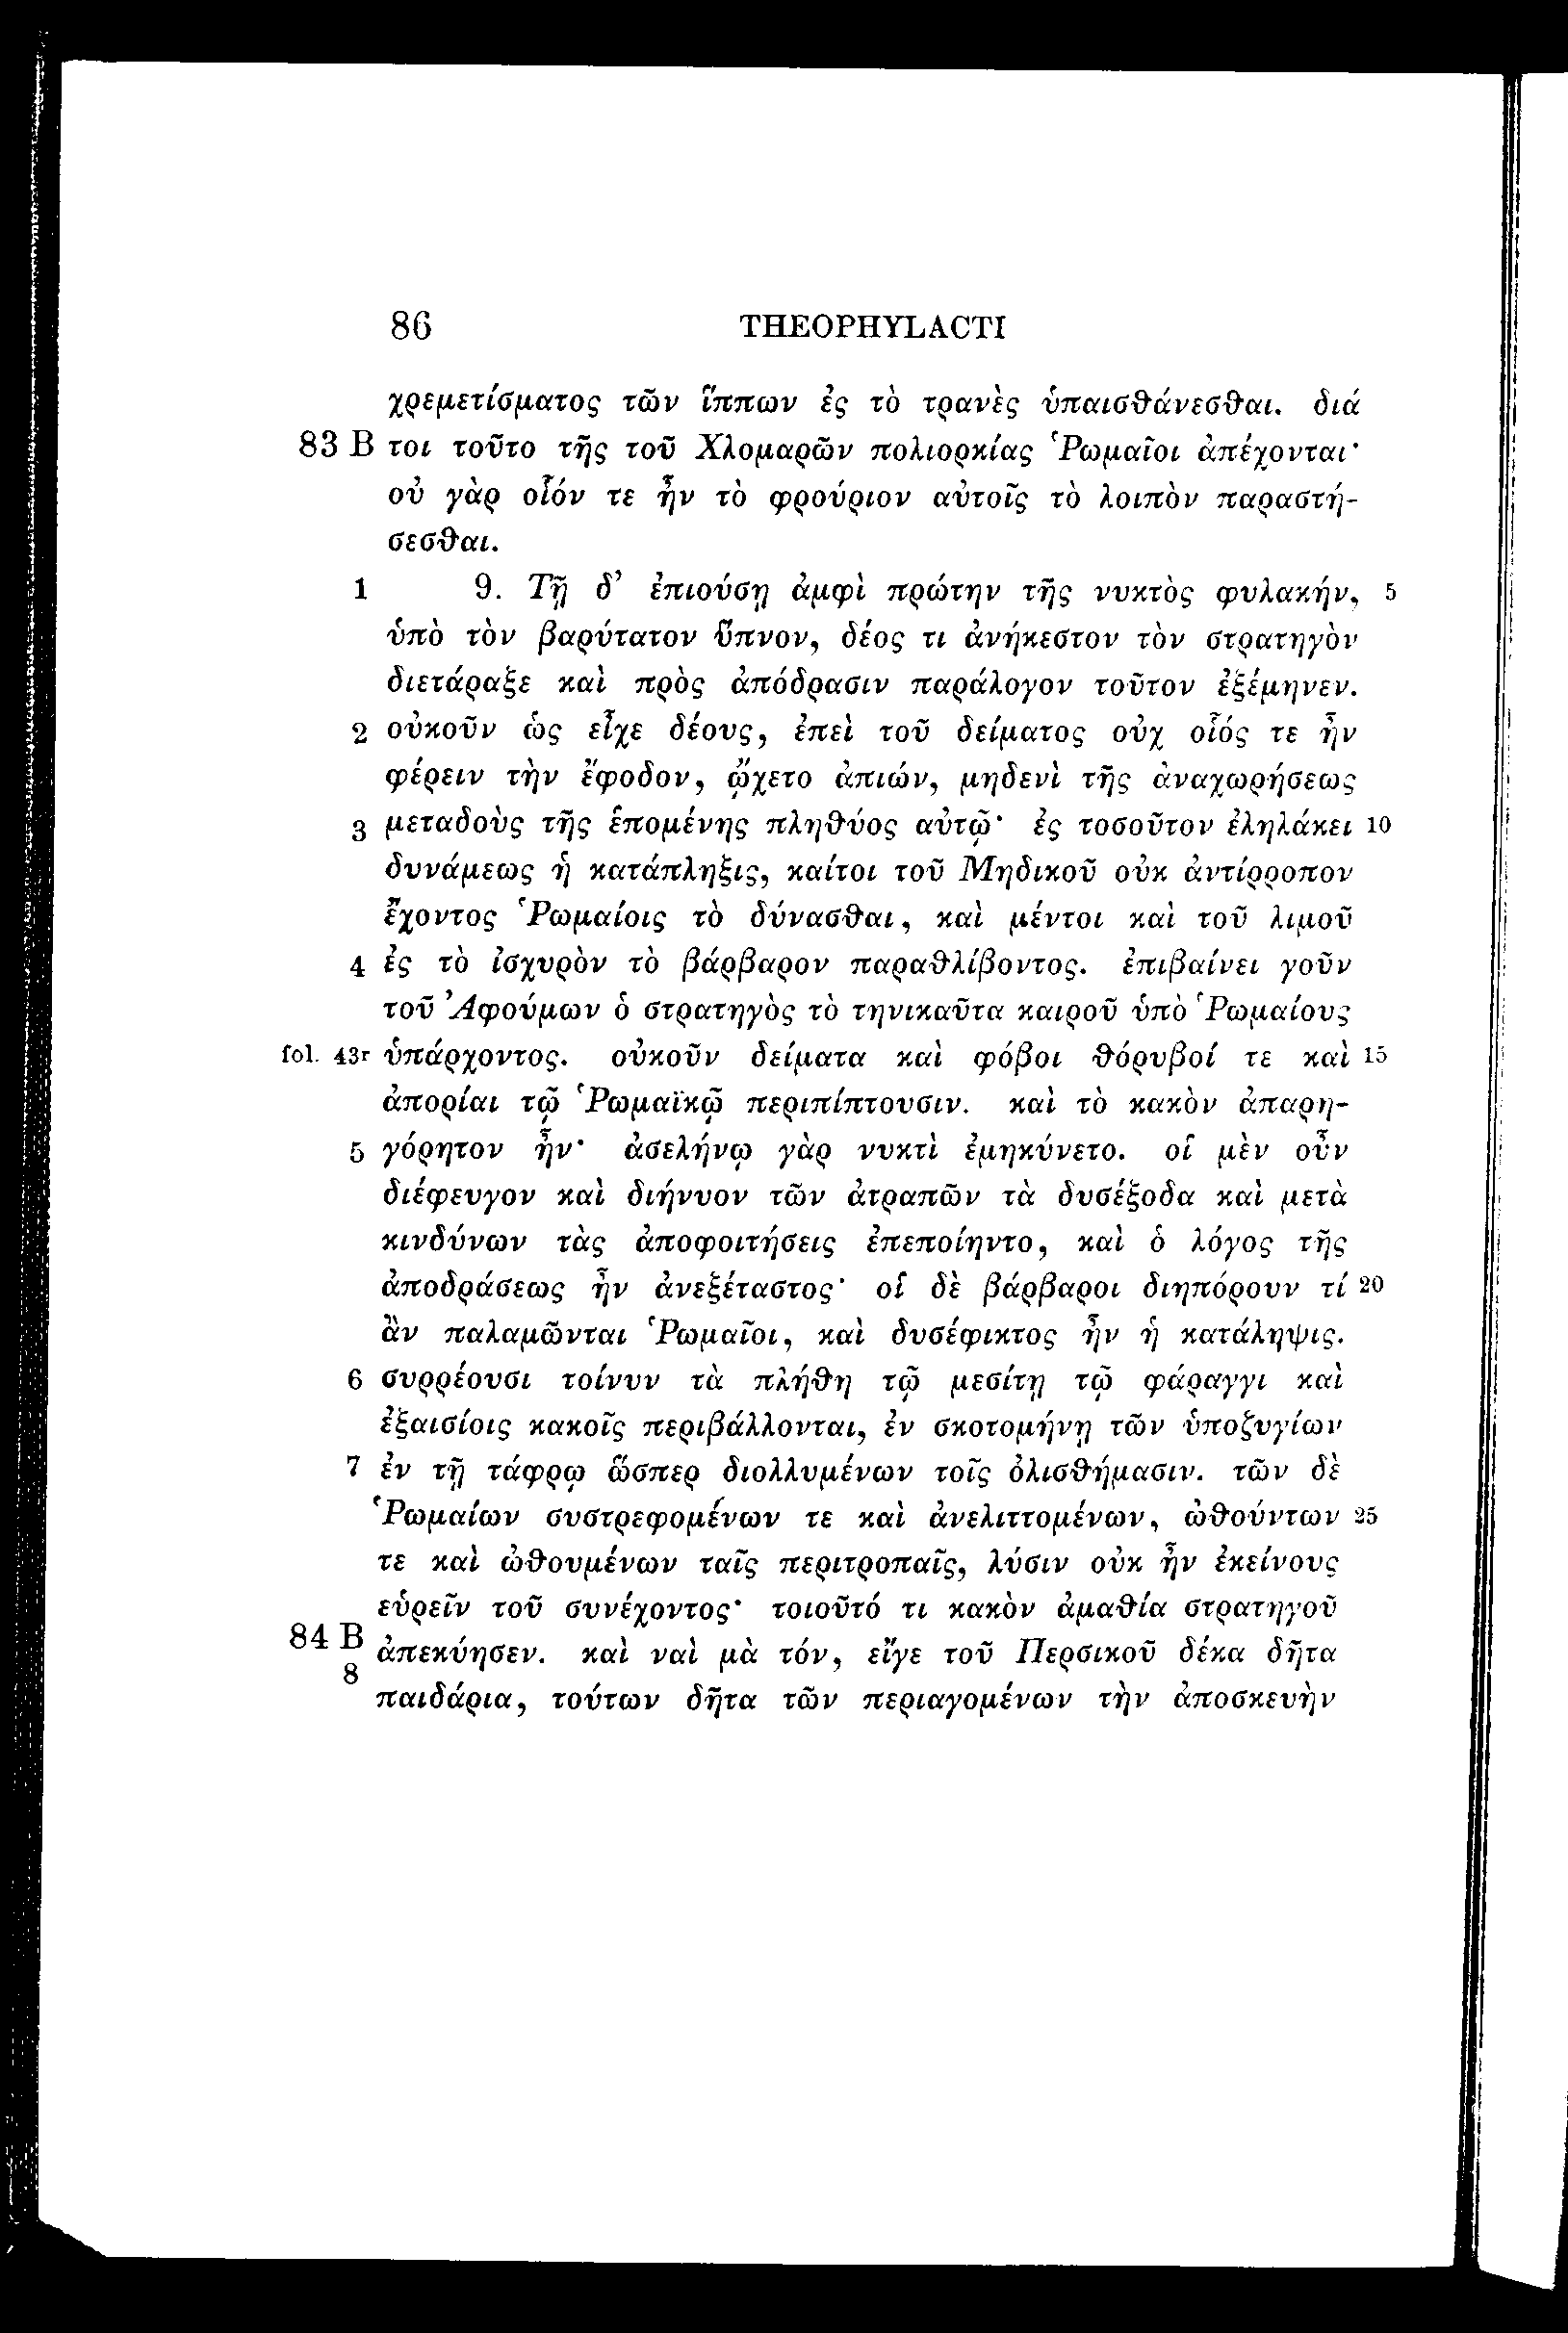 86 THEOPHYLACTI
χρεμετίσματος τῶν ἵππων ἐς τὸ τρανὲς ὑπαισθάνεσθαι. διά
83 B τοι τοῦτο τῆς τοῦ Χλομαρῶν πολιορκίας Ῥωμαῖοι ἀπέχονται·
οὐ γὰρ οἷόν τε ἦν τὸ φρούριον αὐτοῖς τὸ λοιπὸν παραστή-
σεσθαι.
1 9. Τῇ δ’ ἐπιούσῃ ἀμφὶ πρώτην τῆς νυκτὸς φυλακήν, 5
ὑπὸ τὸν βαρύτατον ὕπνον, δέος τι ἀνήκεστον τὸν στρατηγὸν
διετάραξε καὶ πρὸς ἀπόδρασιν παράλογον τοῦτον ἐξέμηνεν.
2 οὐκοῦν ὡς εἶχε δέους, ἐπεὶ τοῦ δείματος οὐχ οἷός τε ἦν
φέρειν τὴν ἔφοδον, ᾤχετο ἀπιών, μηδενὶ τῆς ἀναχωρήσεως
3 μεταδοὺς τῆς ἑπομένης πληθύος αὐτῷ· ἐς τοσοῦτον ἐληλάκει 10
δυνάμεως ἡ κατάπληξις, καίτοι τοῦ Μηδικοῦ οὐκ ἀντίρροπον
ἔχοντος Ῥωμαίοις τὸ δύνασθαι, καὶ μέντοι καὶ τοῦ λιμοῦ
4 ἐς τὸ ἰσχυρὸν τὸ βάρβαρον παραθλίβοντος. ἐπιβαίνει γοῦν
τοῦ Ἀφούμων ὁ στρατηγὸς τὸ τηνικαῦτα καιροῦ ὑπὸ Ῥωμαίους
fol. 43r ὑπάρχοντος. οὐκοῦν δείματα καὶ φόβοι θόρυβοί τε καὶ 15
ἀπορίαι τῷ Ῥωμαϊκῷ περιπίπτουσιν. καὶ τὸ κακὸν ἀπαρη-
5 γόρητον ἦν· ἀσελήνῳ γὰρ νυκτὶ ἐμηκύνετο. οἱ μὲν οὖν
διέφευγον καὶ διήνυον τῶν ἀτραπῶν τὰ δυσέξοδα καὶ μετὰ
κινδύνων τὰς ἀποφοιτήσεις ἐπεποίηντο, καὶ ὁ λόγος τῆς
ἀποδράσεως ἦν ἀνεξέταστος· οἱ δὲ βάρβαροι διηπόρουν τί 20
ἂν παλαμῶνται Ῥωμαῖοι, καὶ δυσέφικτος ἦν ἡ κατάληψις.
6 συρρέουσι τοίνυν τὰ πλήθη τῷ μεσίτῃ τῷ φάραγγι καὶ
ἐξαισίοις κακοῖς περιβάλλονται, ἐν σκοτομήνῃ τῶν ὑποζυγίων
7 ἐν τῇ τάφρῳ ὥσπερ διολλυμένων τοῖς ὀλισθήμασιν. τῶν δὲ
Ῥωμαίων συστρεφομένων τε καὶ ἀνελιττομένων, ὠθούντων 25
τε καὶ ὠθουμένων ταῖς περιτροπαῖς, λύσιν οὐκ ἦν ἐκείνους
εὑρεῖν τοῦ συνέχοντος· τοιοῦτό τι κακὸν ἀμαθία στρατηγοῦ
84 B 8 ἀπεκύησεν. καὶ ναὶ μὰ τόν, εἴγε τοῦ Περσικοῦ δέκα δῆτα
παιδάρια, τούτων δῆτα τῶν περιαγομένων τὴν ἀποσκευὴν